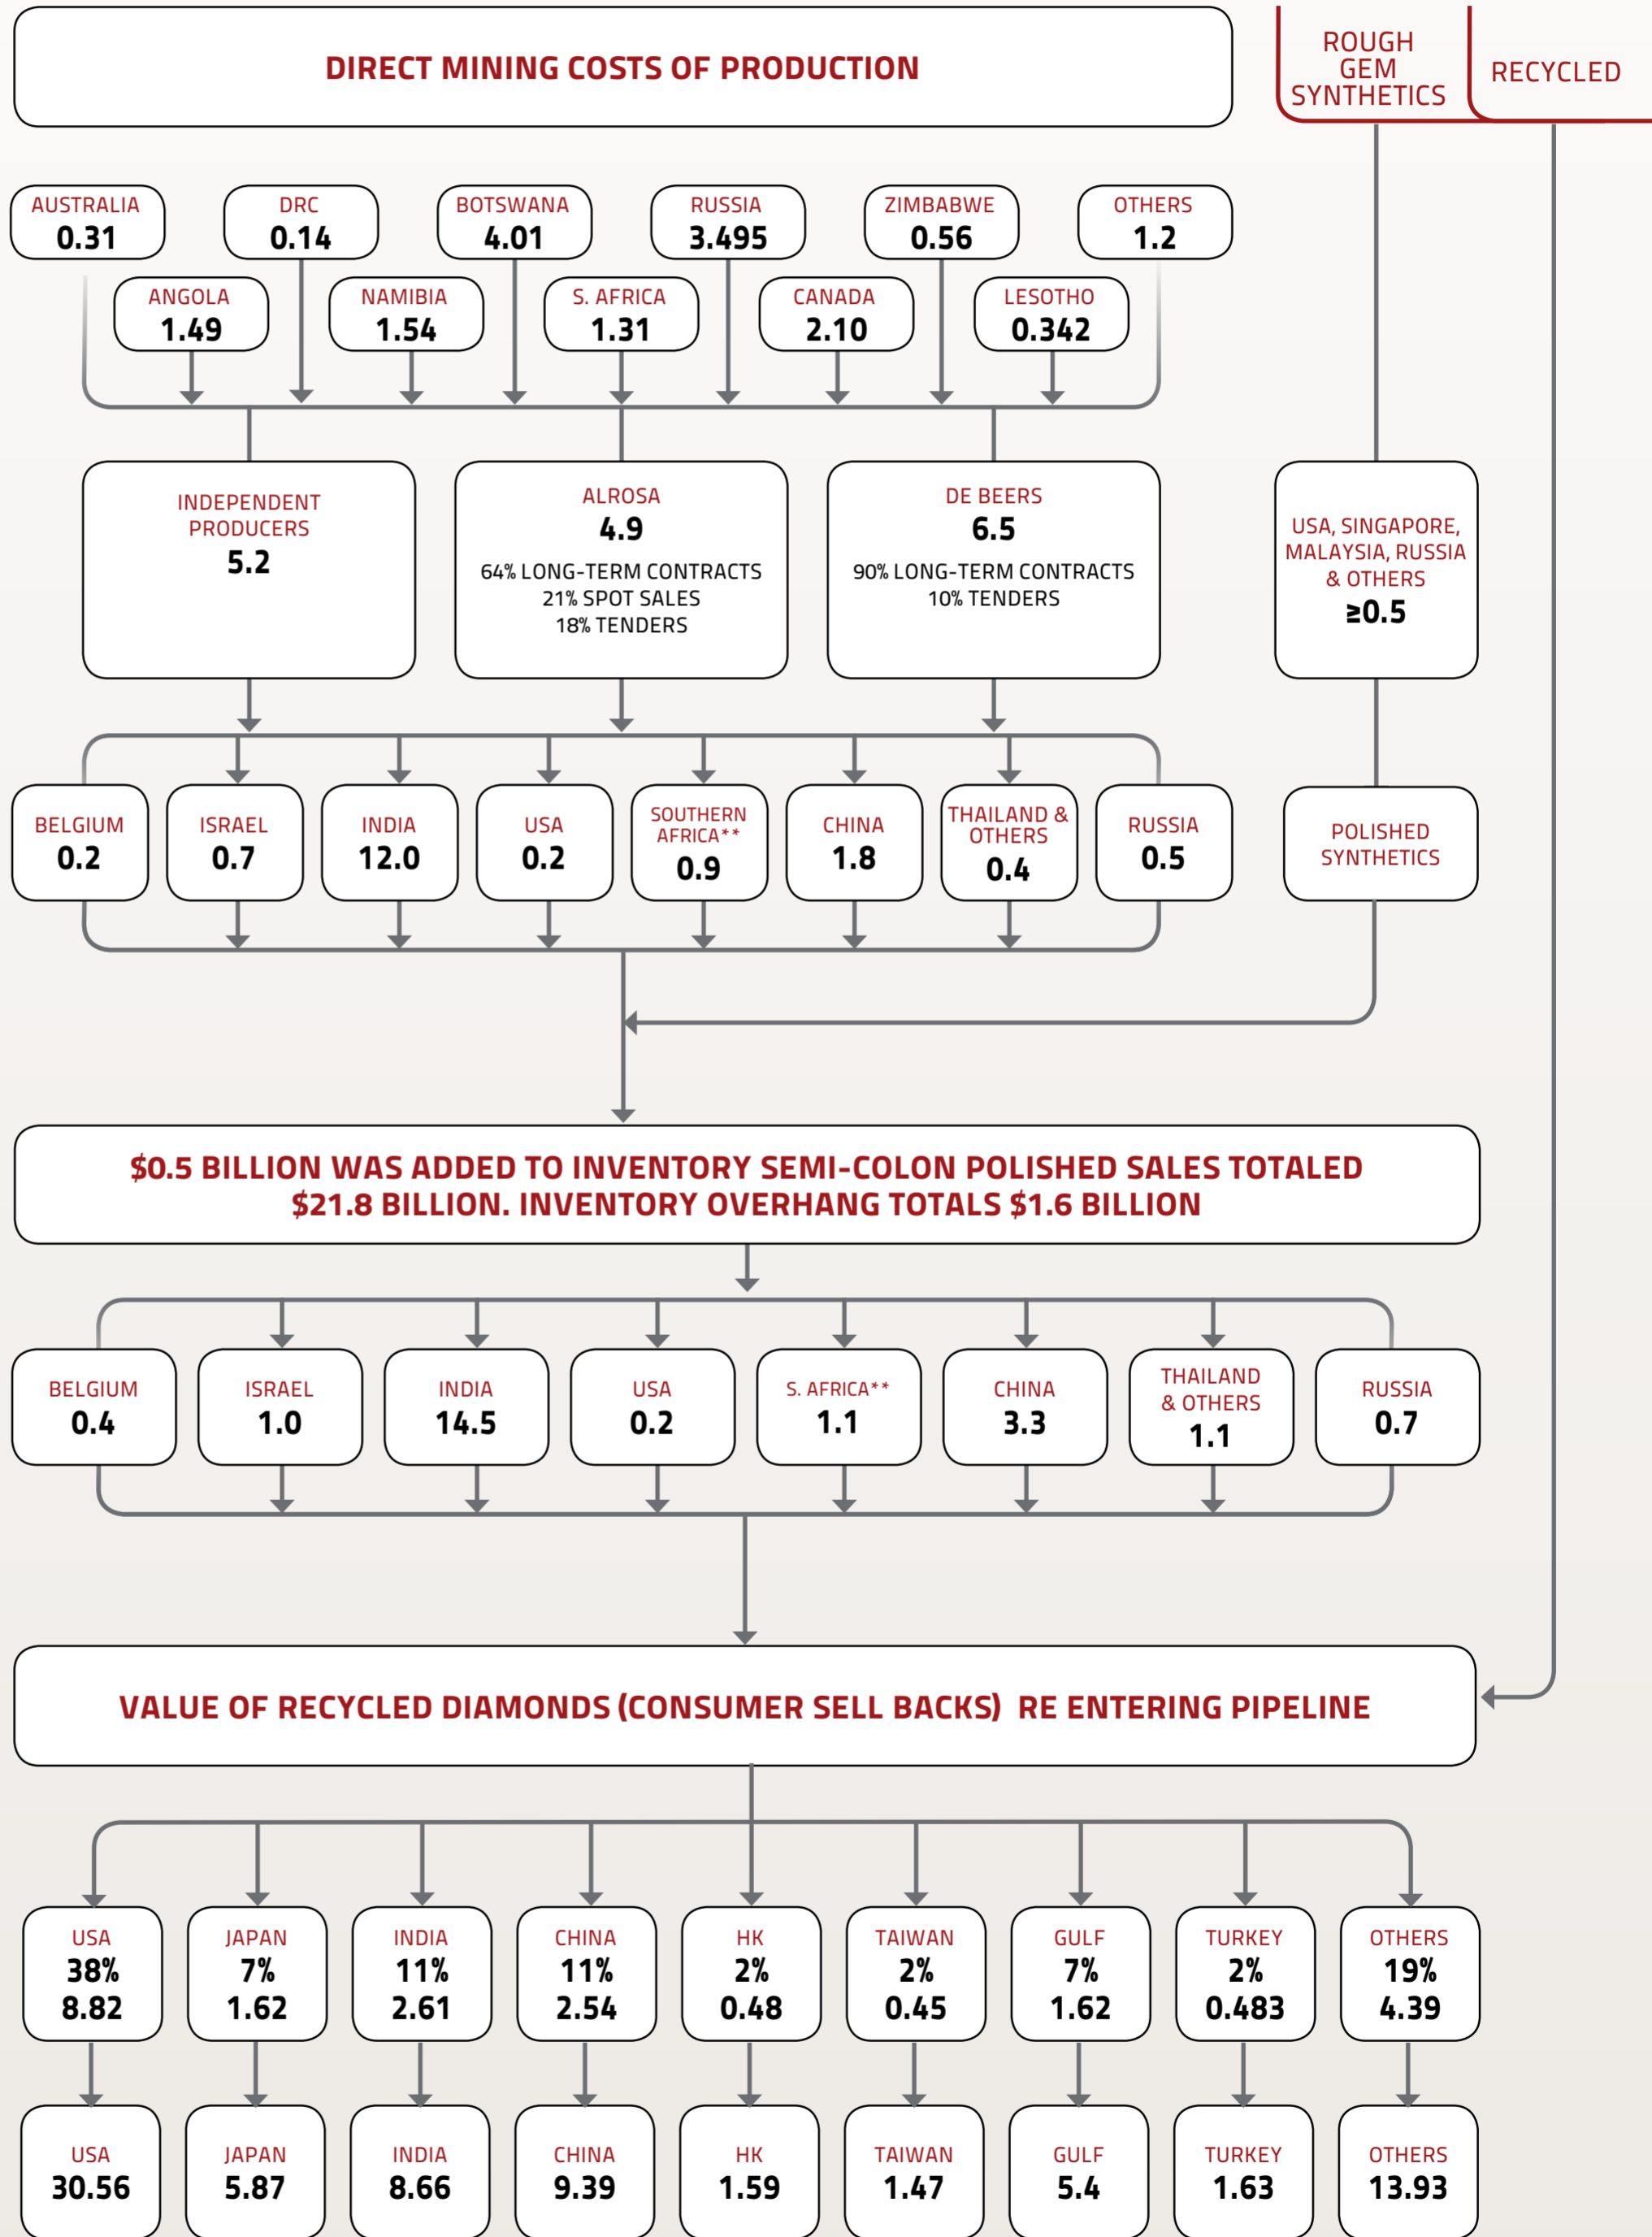 DIRECT MINING COSTS OF PRODUCTION
ROUGH
GEM
SYNTHETICS
RECYCLED
AUSTRALIA
0.31
DRC
0.14
BOTSWANA
4.01
RUSSIA
3.495
ZIMBABWE
0.56
OTHERS
1.2
ANGOLA
1.49
NAMIBIA
1.54
S. AFRICA
1.31
CANADA
2.10
LESOTHO
0.342
INDEPENDENT
PRODUCERS
5.2
ALROSA
4.9
64% LONG-TERM CONTRACTS
21% SPOT SALES
18% TENDERS
DE BEERS
6.5
90% LONG-TERM CONTRACTS
10% TENDERS
USA, SINGAPORE,
MALAYSIA, RUSSIA
& OTHERS
≥0.5
BELGIUM
0.2
ISRAEL
0.7
INDIA
12.0
USA
0.2
SOUTHERN
AFRICA**
0.9
CHINA
1.8
THAILAND &
OTHERS
0.4
RUSSIA
0.5
POLISHED
SYNTHETICS
$0.5 BILLION WAS ADDED TO INVENTORY SEMI-COLON POLISHED SALES TOTALED
$21.8 BILLION. INVENTORY OVERHANG TOTALS $1.6 BILLION
BELGIUM
0.4
ISRAEL
1.0
INDIA
14.5
USA
0.2
S. AFRICA**
1.1
CHINA
3.3
THAILAND
& OTHERS
1.1
RUSSIA
0.7
VALUE OF RECYCLED DIAMONDS (CONSUMER SELL BACKS) RE ENTERING PIPELINE
USA
38%
8.82
JAPAN
7%
1.62
INDIA
11%
2.61
CHINA
11%
2.54
HK
2%
0.48
TAIWAN
2%
0.45
GULF
7%
1.62
TURKEY
2%
0.483
OTHERS
19%
4.39
USA
30.56
JAPAN
5.87
INDIA
8.66
CHINA
9.39
HK
1.59
TAIWAN
1.47
GULF
5.4
TURKEY
1.63
OTHERS
13.93